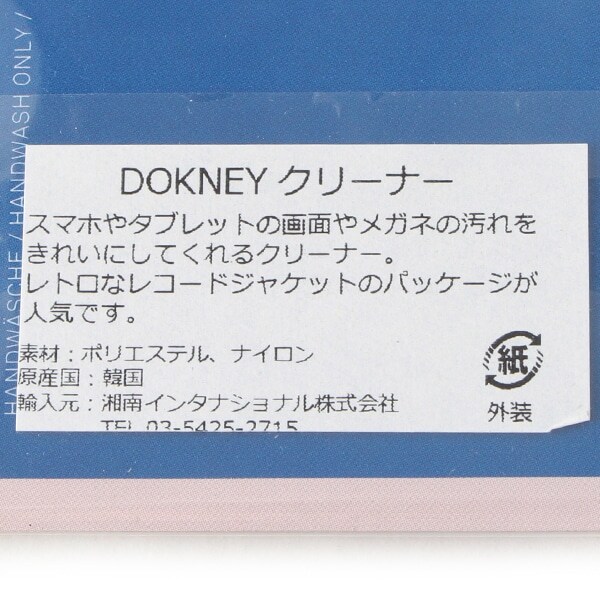 HANDWÄSCHE / HANDWASH ONLY /
DOKNEY クリーナー
スマホやタブレットの画面やメガネの汚れを
きれいにしてくれるクリーナー。
レトロなレコードジャケットのパッケージが
人気です。
素材：ポリエステル、ナイロン
原産国：韓国
輸入元：湘南インタナショナル株式会社
TEL 03-5425-2715
紙
外装